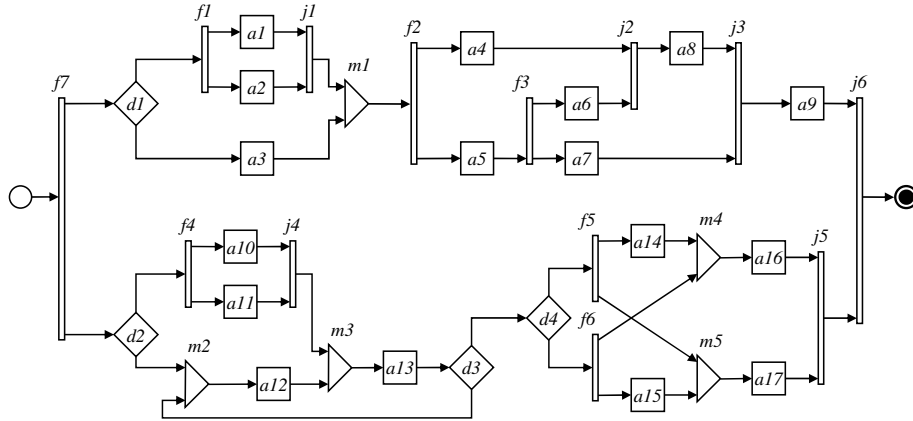 f1 j1 f2 j2 j3
a1
a4 a8
f7 a2 m1 f3 j6
d1 a6 a9
a3 a5 a7
f4 j4 f5 m4
a10 a14 j5
a16
a11 d4
d2 m3 f6
m2 m5
a13 d3
a12 a15 a17